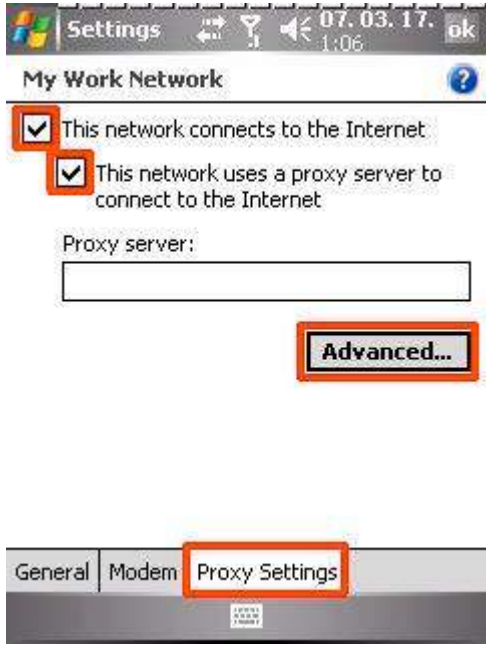 Settings 07. 03. 17. ok
1:06
My Work Network ?
This network connects to the Internet
This network uses a proxy server to
connect to the Internet
Proxy server:
Advanced...
General Modem Proxy Settings